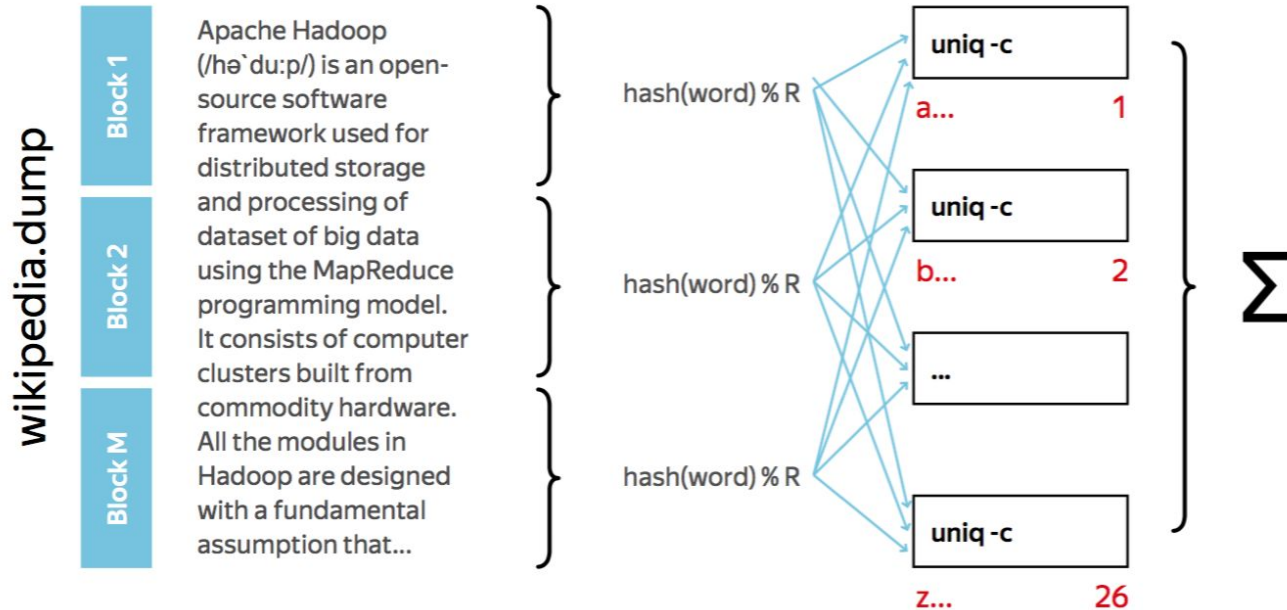 wikipedia.dump
Block 1
Block 2
Block M
Apache Hadoop
(/hə`du:p/) is an open-
source software
framework used for
distributed storage
and processing of
dataset of big data
using the MapReduce
programming model.
It consists of computer
clusters built from
commodity hardware.
All the modules in
Hadoop are designed
with a fundamental
assumption that...
hash(word) % R
hash(word) % R
hash(word) % R
uniq -c
a... 1
uniq -c
b... 2
...
uniq -c
z... 26
Σ